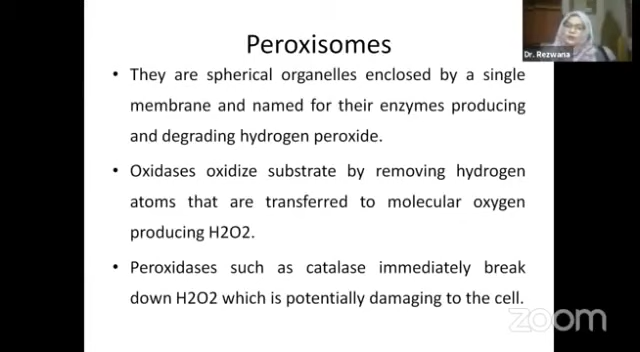 Peroxisomes
Dr. Rezwana
• They are spherical organelles enclosed by a single
membrane and named for their enzymes producing
and degrading hydrogen peroxide.
• Oxidases oxidize substrate by removing hydrogen
atoms that are transferred to molecular oxygen
producing H2O2.
• Peroxidases such as catalase immediately break
down H2O2 which is potentially damaging to the cell.
zoom